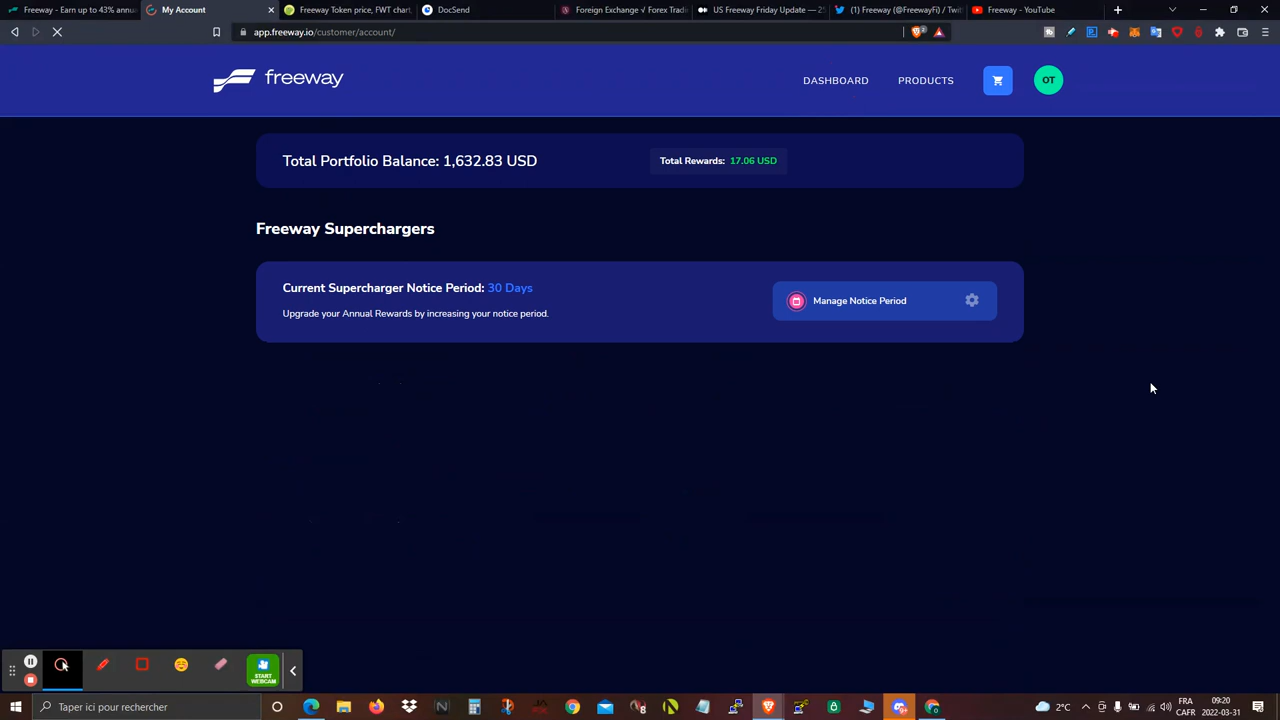 Freeway - Earn up to 43% annu
My Account
Freeway Token price, FWT chart,
DocSend
Foreign Exchange √ Forex Tradi
US Freeway Friday Update — 25
(1) Freeway (@FreewayFi) / Twitt
Freeway - YouTube
app.freeway.io/customer/account/
freeway
DASHBOARD
PRODUCTS
OT
Total Portfolio Balance: 1,632.83 USD
Total Rewards: 17.06 USD
Freeway Superchargers
Current Supercharger Notice Period: 30 Days
Upgrade your Annual Rewards by increasing your notice period.
Manage Notice Period
START
WEBCAM
Taper ici pour rechercher
2°C
FRA
CAFR
09:20
2022-03-31